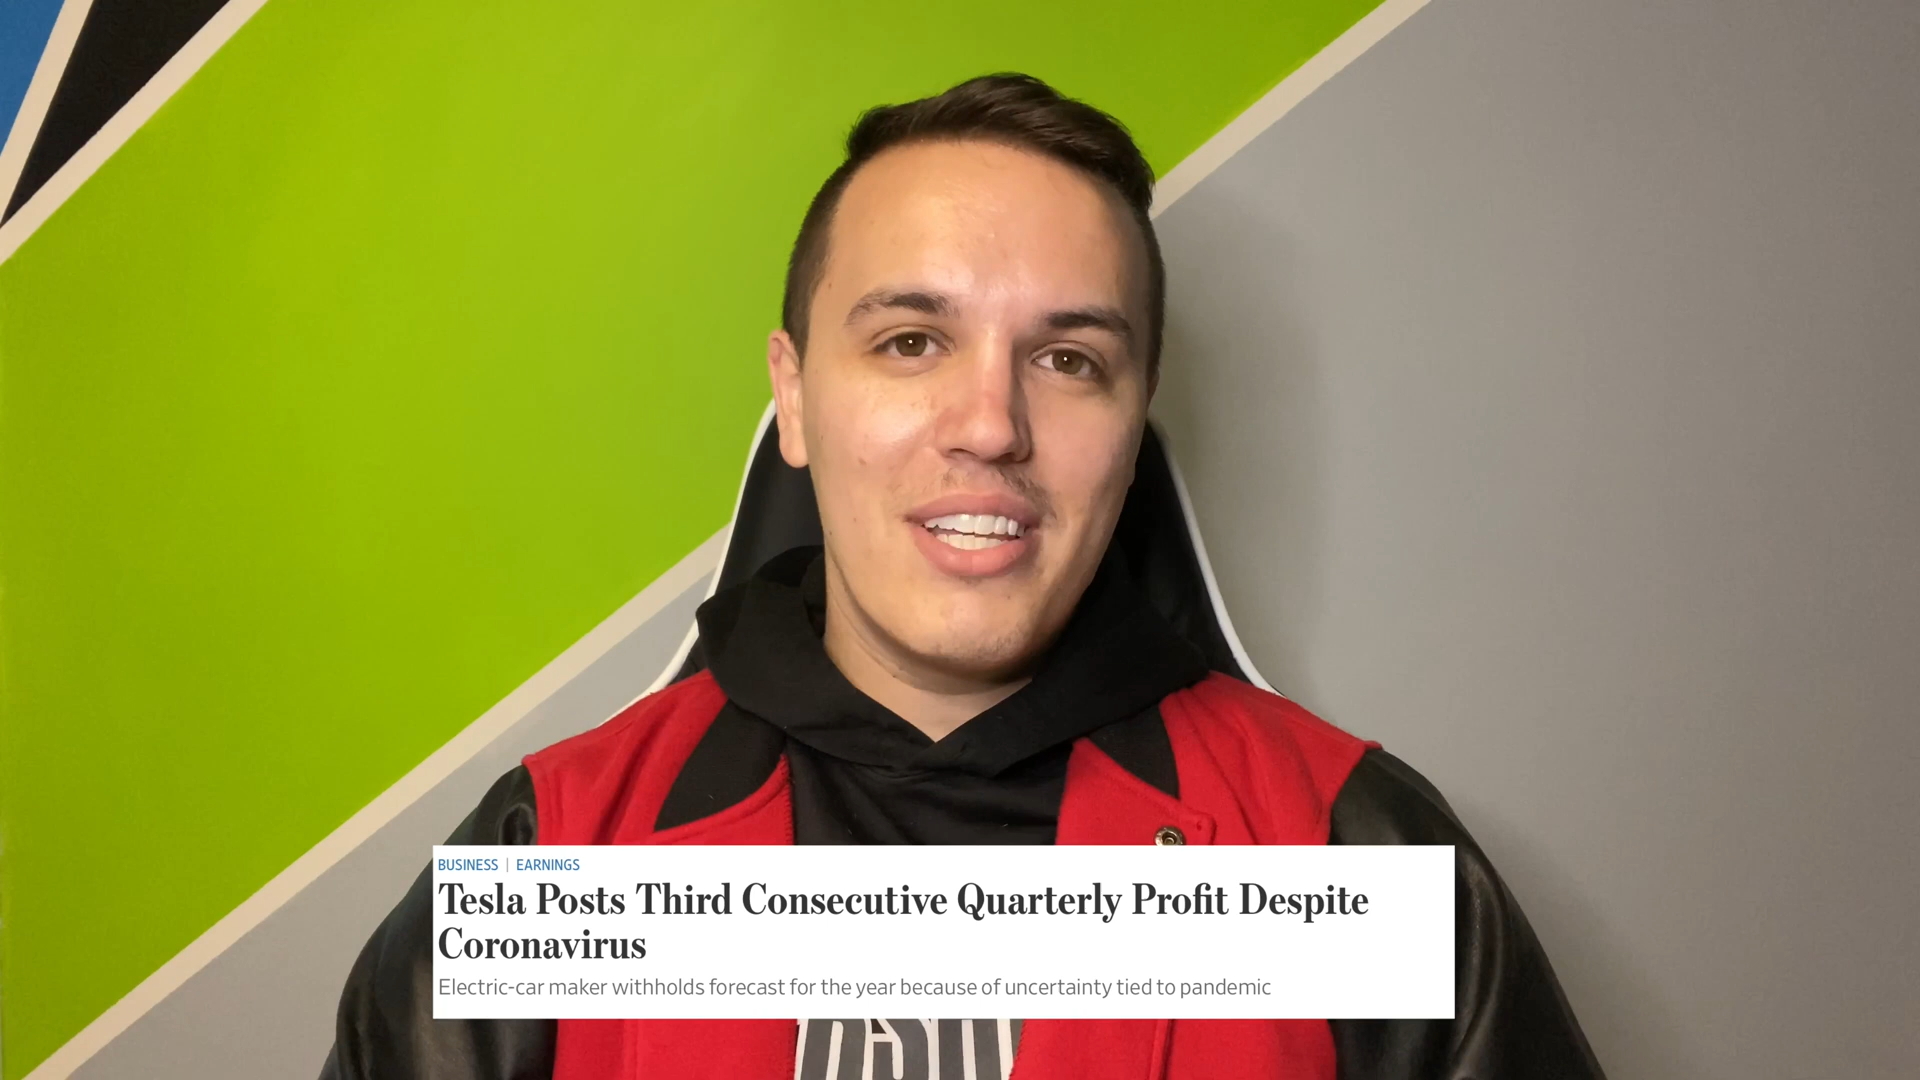 BUSINESS | EARNINGS
Tesla Posts Third Consecutive Quarterly Profit Despite
Coronavirus
Electric-car maker withholds forecast for the year because of uncertainty tied to pandemic